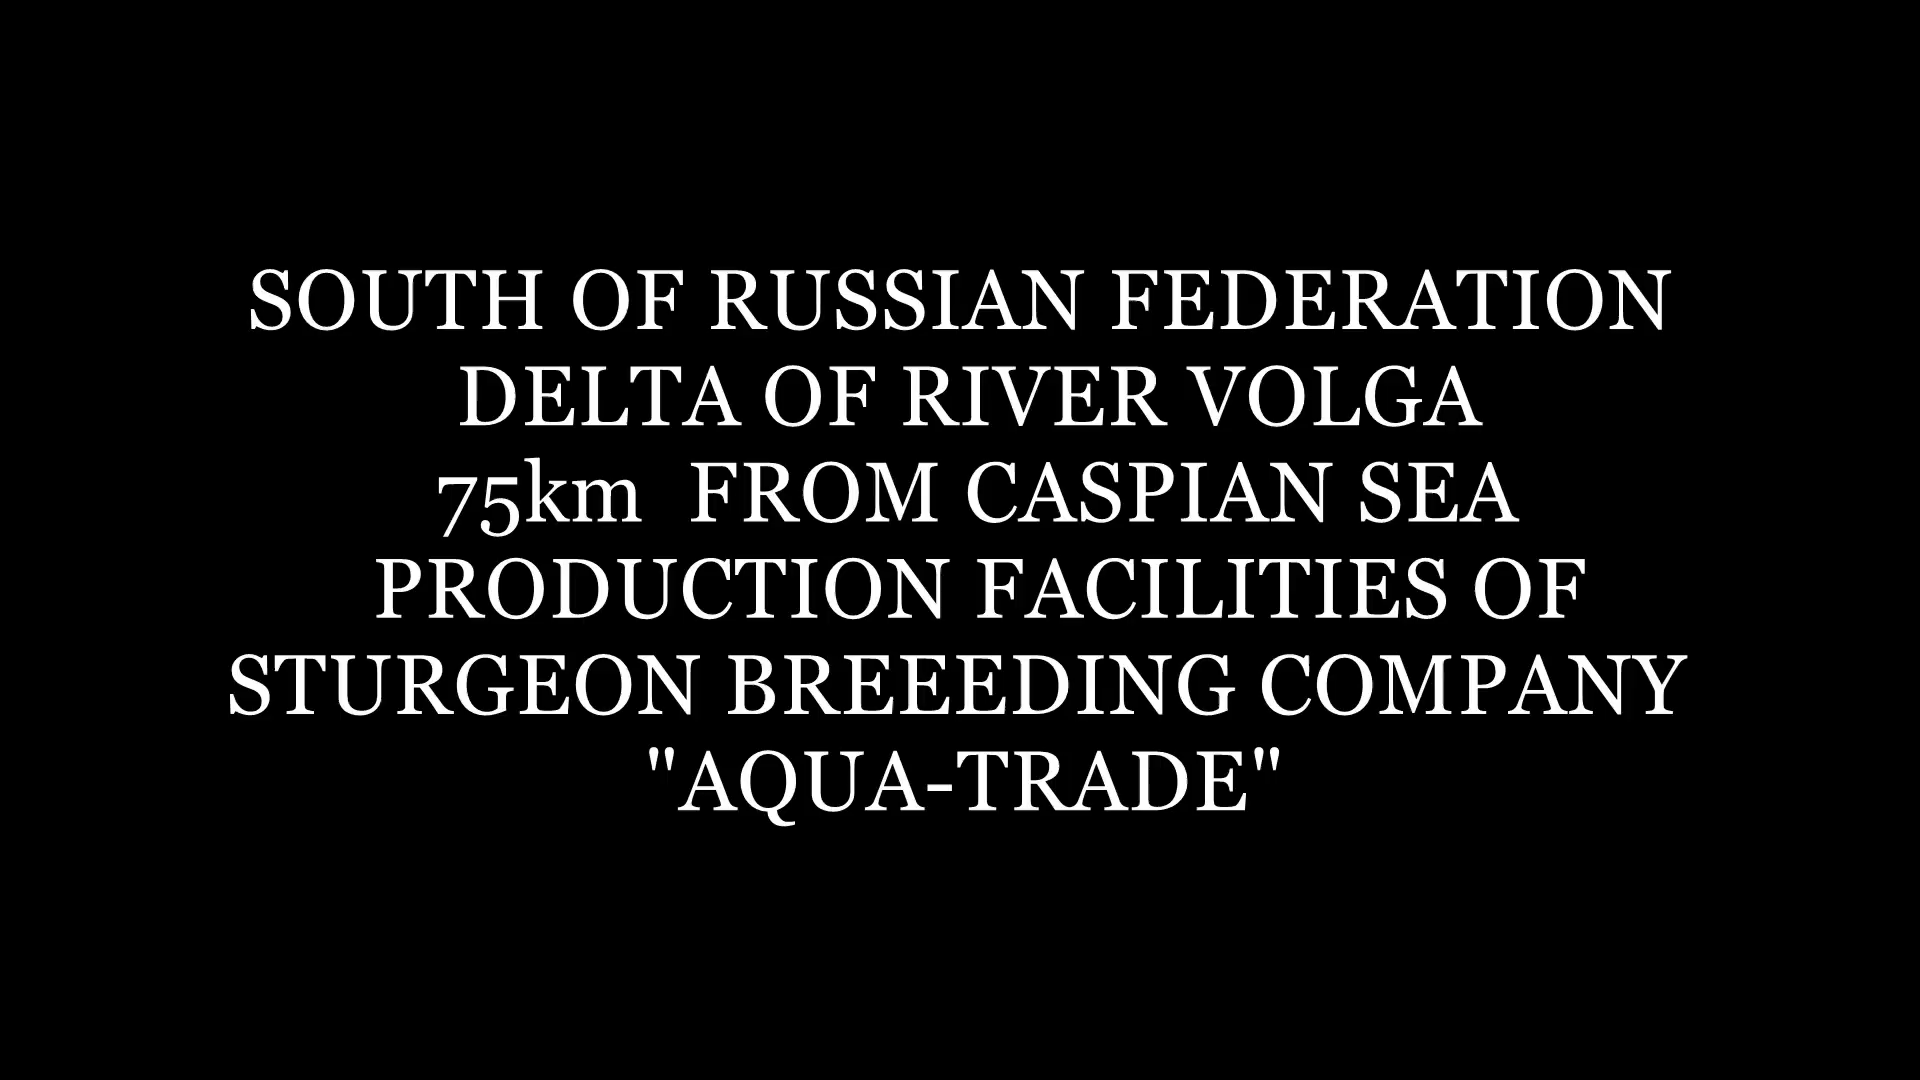 SOUTH OF RUSSIAN FEDERATION
DELTA OF RIVER VOLGA
75km  FROM CASPIAN SEA
PRODUCTION FACILITIES OF
STURGEON BREEEDING COMPANY
"AQUA-TRADE"